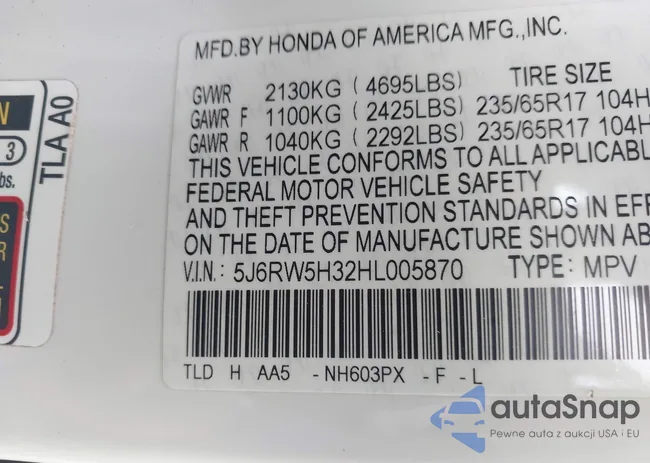 MFD.BY HONDA OF AMERICA MFG.,INC.
GVWR 2130KG (4695LBS) TIRE SIZE
GAWR F 1100KG (2425LBS) 235/65R17 104H
GAWR R 1040KG (2292LBS) 235/65R17 104H
THIS VEHICLE CONFORMS TO ALL APPLICABL
FEDERAL MOTOR VEHICLE SAFETY
AND THEFT PREVENTION STANDARDS IN EFF
ON THE DATE OF MANUFACTURE SHOWN AB
V.I.N.: 5J6RW5H32HL005870 TYPE: MPV
TLD H AA5 -NH603PX -F-L
TLA A0
N
3
bs.
S
R
autaSnap
Pewne auta z aukcji USA i EU